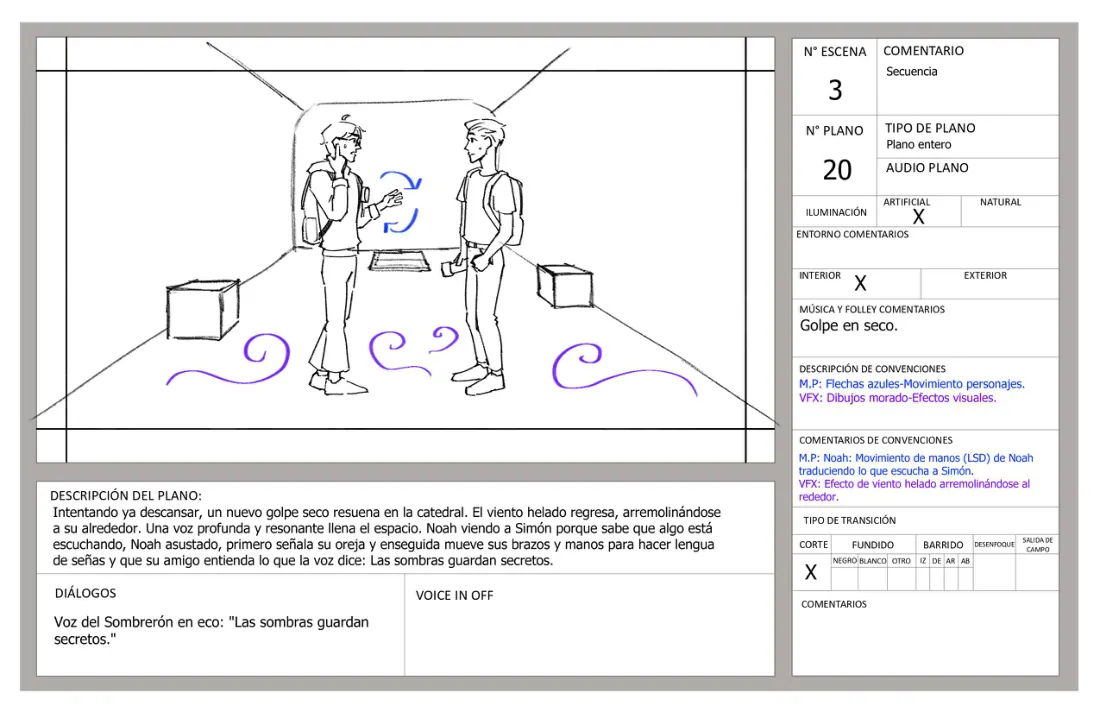 N° ESCENA
3
COMENTARIO
Secuencia
N° PLANO
20
TIPO DE PLANO
Plano entero
AUDIO PLANO
ILUMINACIÓN
ARTIFICIAL
X
NATURAL
ENTORNO COMENTARIOS
INTERIOR X
EXTERIOR
MÚSICA Y FOLLEY COMENTARIOS
Golpe en seco.
DESCRIPCIÓN DE CONVENCIONES
M.P: Flechas azules-Movimiento personajes.
VFX: Dibujos morado-Efectos visuales.
COMENTARIOS DE CONVENCIONES
M.P: Noah: Movimiento de manos (LSD) de Noah
traduciendo lo que escucha a Simón.
VFX: Efecto de viento helado arremolinándose al
rededor.
TIPO DE TRANSICIÓN
CORTE
X
FUNDIDO
NEGRO BLANCO OTRO
BARRIDO
IZ DE AR AB
DESENFOQUE
SALIDA DE
CAMPO
COMENTARIOS
DESCRIPCIÓN DEL PLANO:
Intentando ya descansar, un nuevo golpe seco resuena en la catedral. El viento helado regresa, arremolinándose
a su alrededor. Una voz profunda y resonante llena el espacio. Noah viendo a Simón porque sabe que algo está
escuchando, Noah asustado, primero señala su oreja y enseguida mueve sus brazos y manos para hacer lengua
de señas y que su amigo entienda lo que la voz dice: Las sombras guardan secretos.
DIÁLOGOS
Voz del Sombrerón en eco: "Las sombras guardan
secretos."
VOICE IN OFF